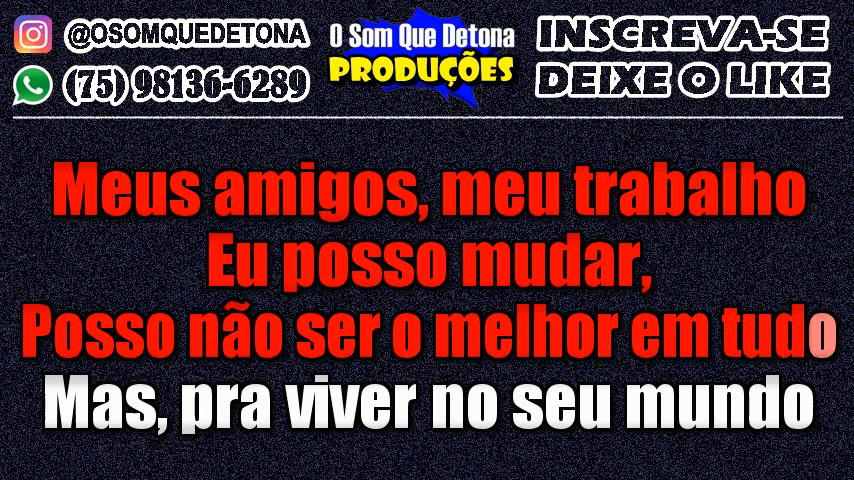 @OSOMQUEDETONA
(75) 98136-6289
O Som Que Detona
PRODUÇÕES
INSCREVA-SE
DEIXE O LIKE
Meus amigos, meu trabalho
Eu posso mudar,
Posso não ser o melhor em tudo
Mas, pra viver no seu mundo